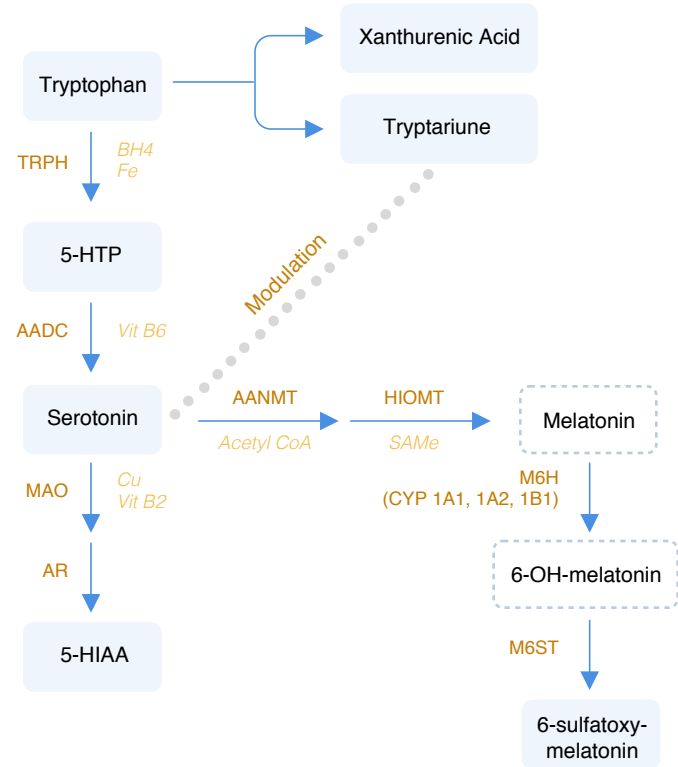 Xanthurenic Acid
Tryptophan
Tryptariune
TRPH
BH4
Fe
Modulation
5-HTP
AADC
Vit B6
Serotonin
AANMT
Acetyl CoA
HIOMT
SAMe
Melatonin
MAO
Cu
Vit B2
M6H
(CYP 1A1, 1A2, 1B1)
AR
6-OH-melatonin
5-HIAA
M6ST
6-sulfatoxy-
melatonin